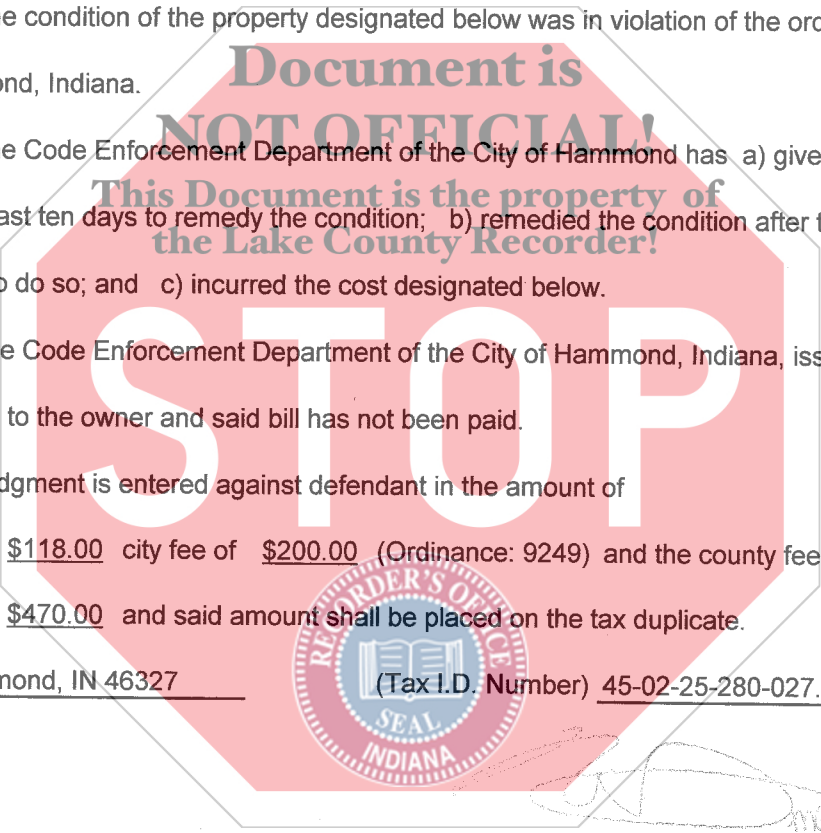 e condition of the property designated below was in violation of the ord
Document is
nd, Indiana.
NOT OFFICIAL!
e Code Enforcement Department of the City of Hammond has a) give
This Document is the property of
ast ten days to remedy the condition; b) remedied the condition after t
the Lake County Recorder!
o do so; and c) incurred the cost designated below.
STOP
e Code Enforcement Department of the City of Hammond, Indiana, iss
to the owner and said bill has not been paid.
dgment is entered against defendant in the amount of
$118.00 city fee of $200.00 (Ordinance: 9249) and the county fee
$470.00 and said amount shall be placed on the tax duplicate.
mond, IN 46327 (Tax I.D. Number) 45-02-25-280-027.
RECORDER'S OFFICE
SEAL
INDIANA